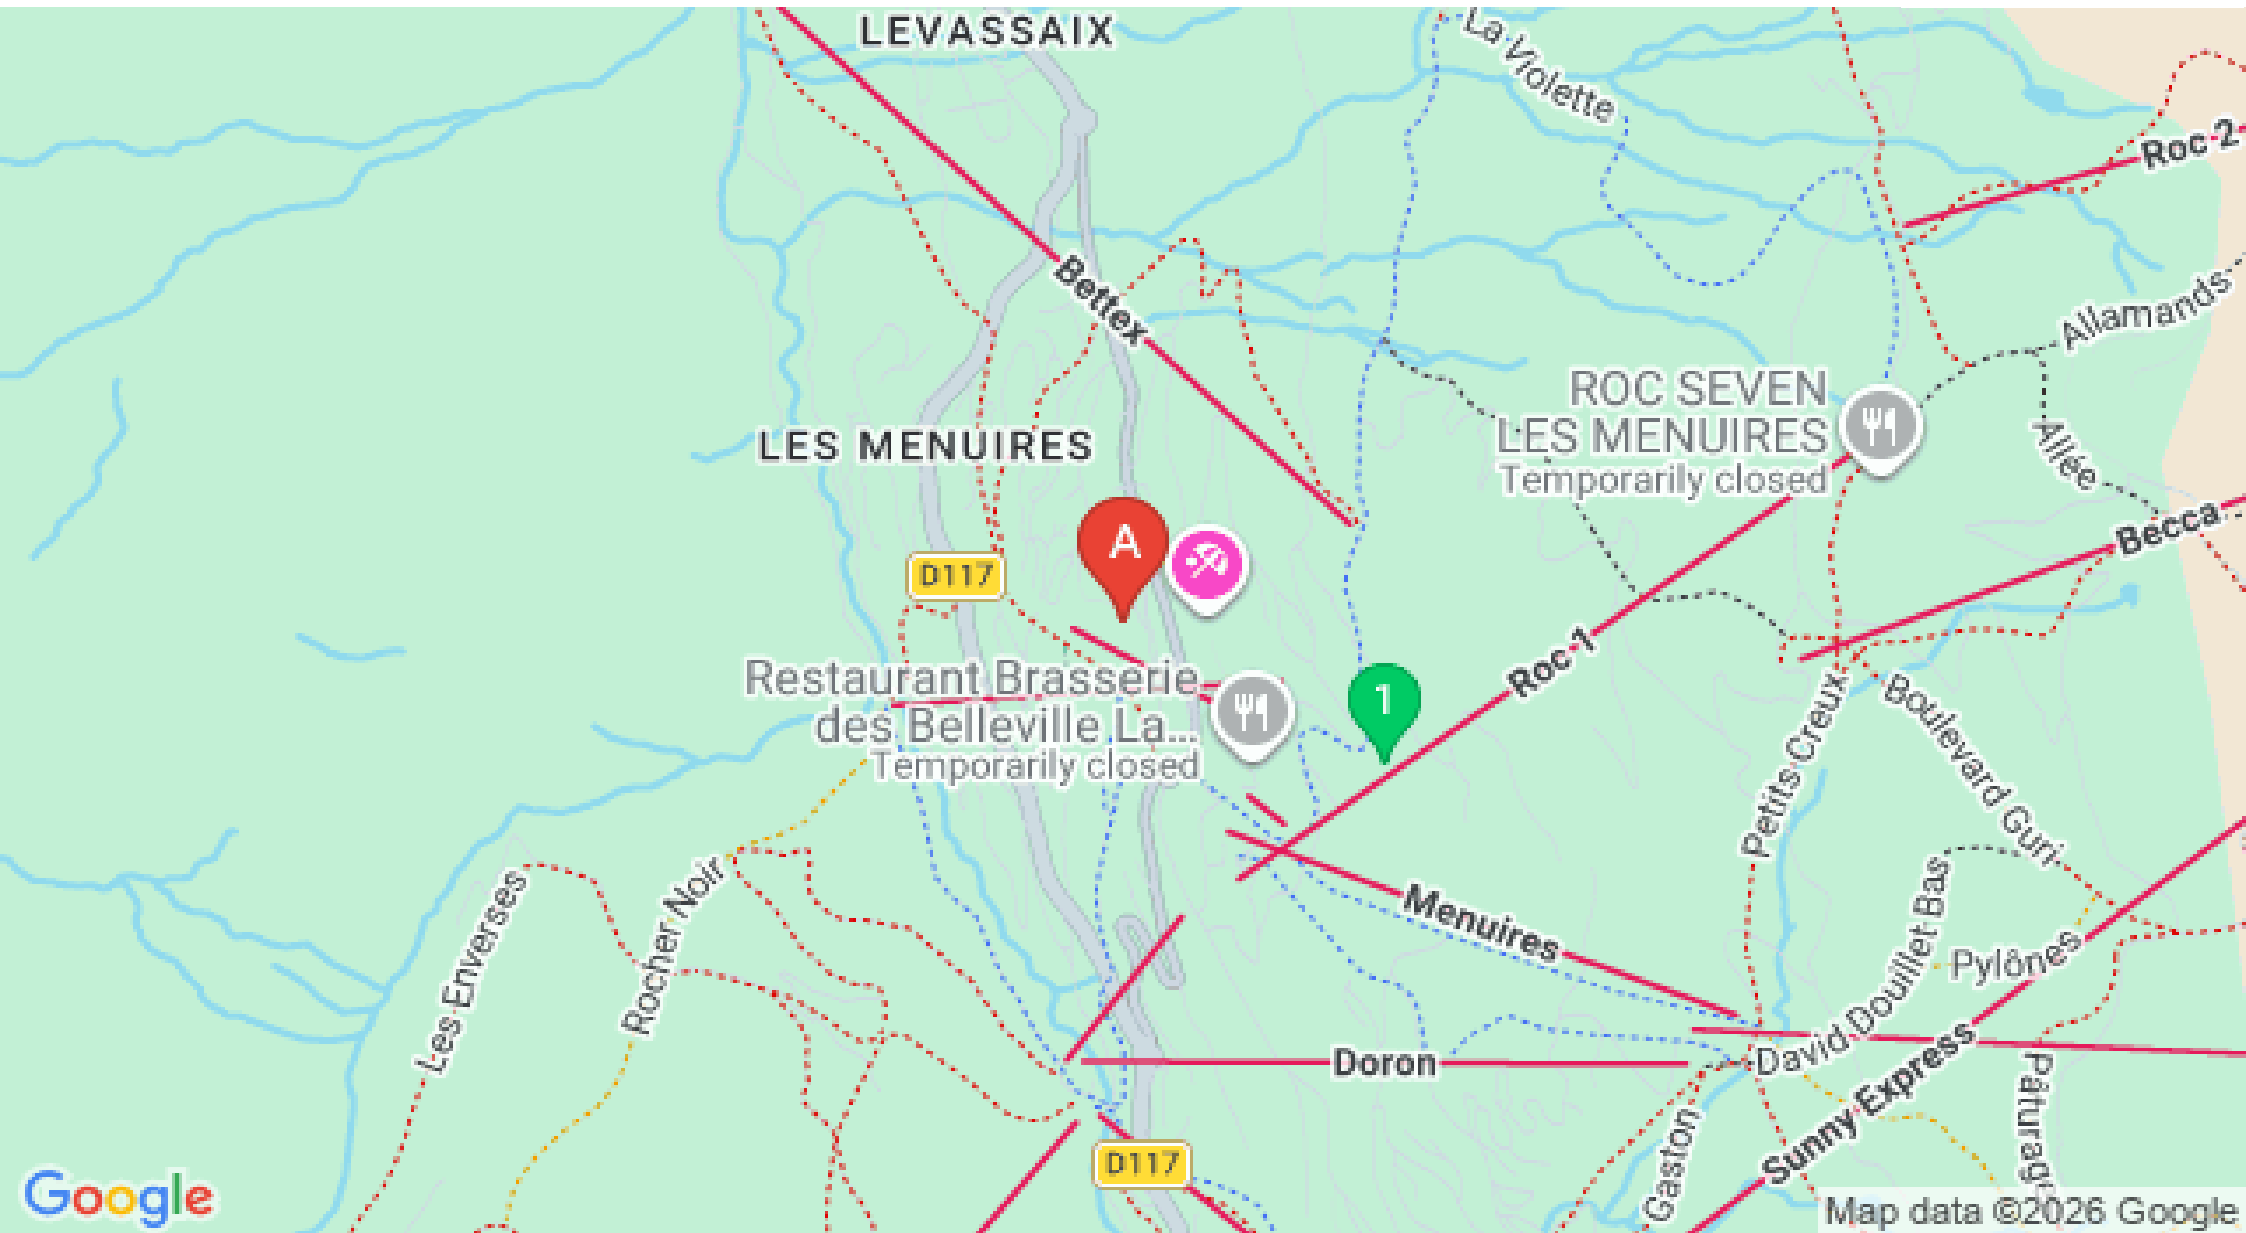 LEVASSAIX
La Violette
Roc 2
Bettex
Allamands
ROC SEVEN
LES MENUIRES
Temporarily closed
LES MENUIRES
Allée
Becca
A
D117
Roc 1
Restaurant Brasserie
des Belleville La...
Temporarily closed
1
Petits Creux
Boulevard Guri
Les Enverses
Rocher Noir
Menuires
David Douillet Bas
Pylônes
Doron
Sunny Express
Gaston
Pâturag
D117
Google
Map data ©2026 Google